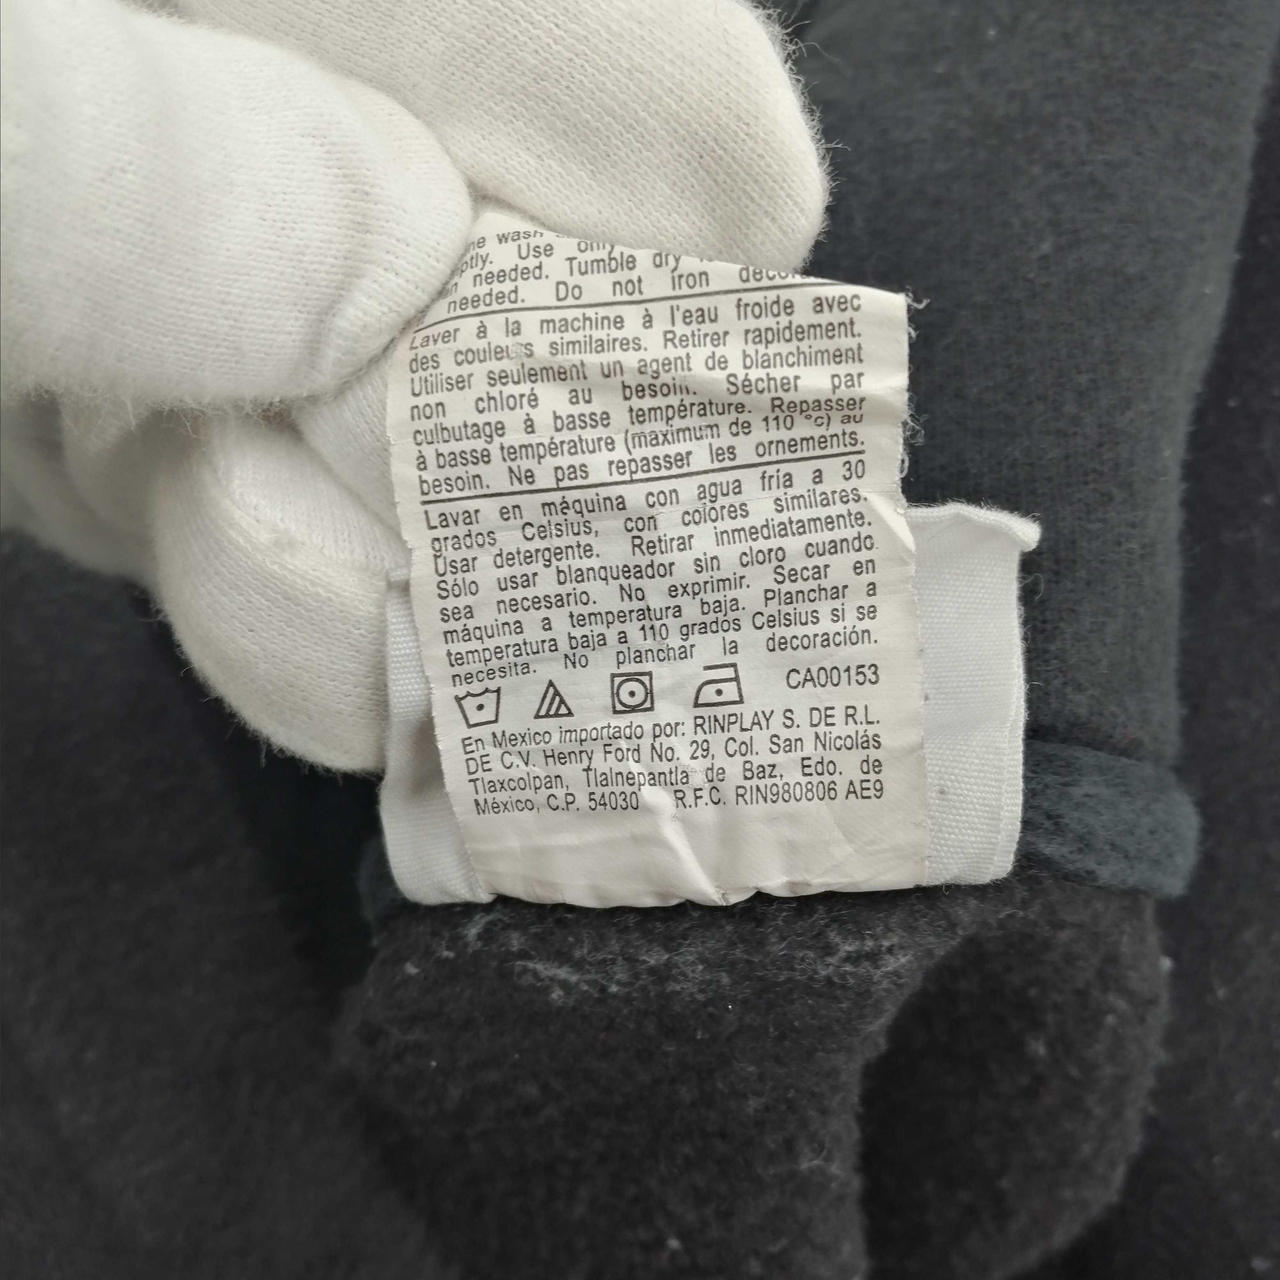 wash
Use only
needed. Tumble dry
needed. Do not iron
Laver à la machine à l'eau froide avec
des couleurs similaires. Retirer rapidement.
Utiliser seulement un agent de blanchiment
non chloré au besoin. Sécher par
culbutage à basse température. Repasser
à basse température (maximum de 110 °c) au
besoin. Ne pas repasser les ornements.
Lavar en máquina con agua fría a 30
grados Celsius, con colores similares.
Usar detergente. Retirar inmediatamente.
Sólo usar blanqueador sin cloro cuando
sea necesario. No exprimir. Secar en
máquina a temperatura baja. Planchar a
temperatura baja a 110 grados Celsius si se
necesita. No planchar la decoración.
CA00153
En Mexico importado por: RINPLAY S. DE R.L.
DE C.V. Henry Ford No. 29, Col. San Nicolás
Tlaxcolpan, Tlalnepantla de Baz, Edo. de
México, C.P. 54030 R.F.C. RIN980806 AE9